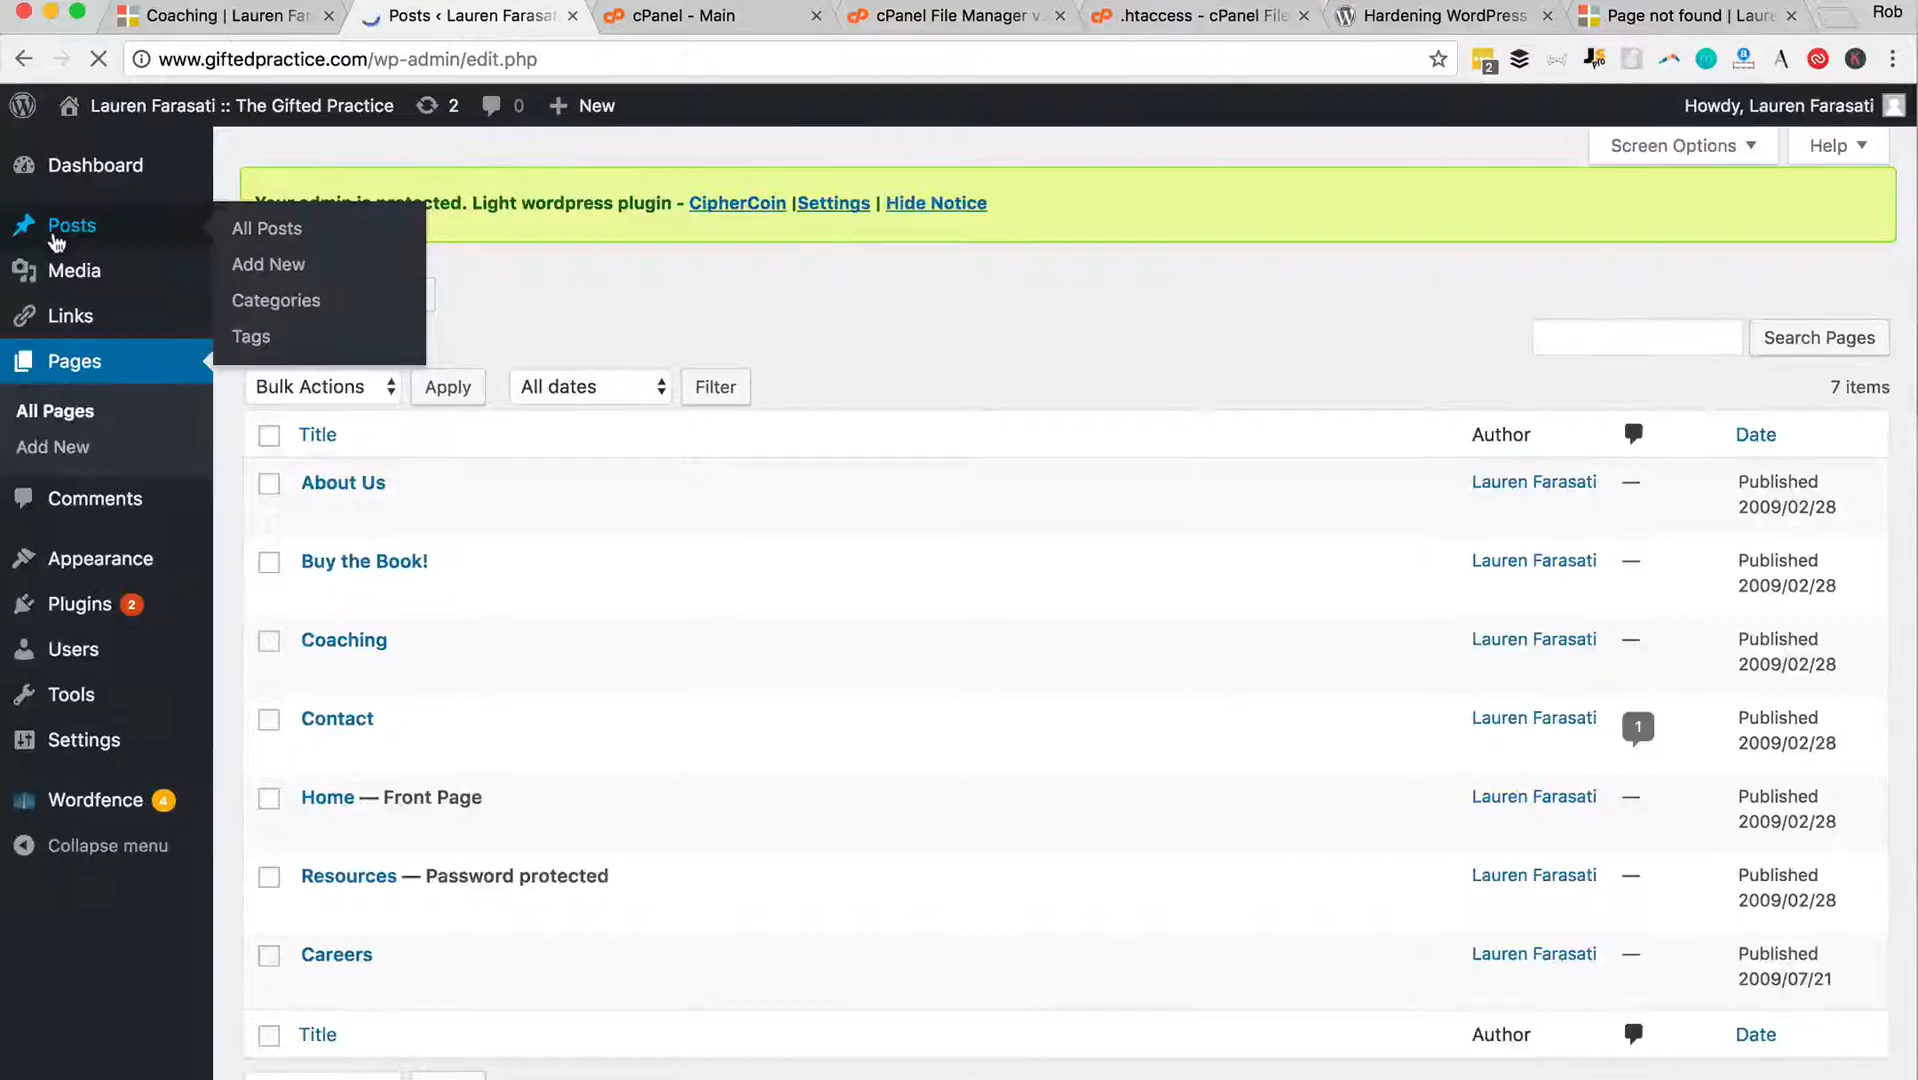 Coaching | Lauren Far
Posts ‹ Lauren Farasat
cPanel - Main
cPanel File Manager v
.htaccess - cPanel File
Hardening WordPress
Page not found | Laure
Rob
www.giftedpractice.com/wp-admin/edit.php
2
Lauren Farasati :: The Gifted Practice
2
0
New
Howdy, Lauren Farasati
Dashboard
Posts
Media
Links
Pages
All Pages
Add New
Comments
Appearance
Plugins 2
Users
Tools
Settings
Wordfence 4
Collapse menu
All Posts
Add New
Categories
Tags
Screen Options
Help
Light wordpress plugin - CipherCoin |Settings | Hide Notice
Search Pages
Bulk Actions
Apply
All dates
Filter
7 items
Title
Author
Date
About Us
Lauren Farasati
—
Published
2009/02/28
Buy the Book!
Lauren Farasati
—
Published
2009/02/28
Coaching
Lauren Farasati
—
Published
2009/02/28
Contact
Lauren Farasati
1
Published
2009/02/28
Home — Front Page
Lauren Farasati
—
Published
2009/02/28
Resources — Password protected
Lauren Farasati
—
Published
2009/02/28
Careers
Lauren Farasati
—
Published
2009/07/21
Title
Author
Date